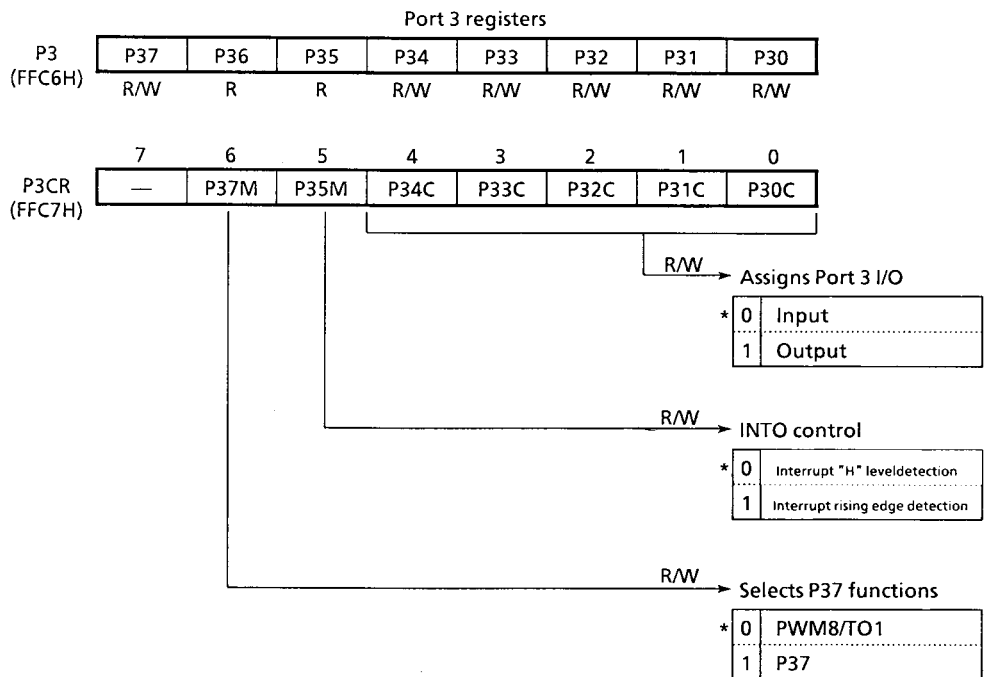 Port 3 registers
P3 (FFC6H) P37 P36 P35 P34 P33 P32 P31 P30
R/W R R R/W R/W R/W R/W R/W
7 6 5 4 3 2 1 0
P3CR (FFC7H) — P37M P35M P34C P33C P32C P31C P30C
R/W Assigns Port 3 I/O
* 0 Input
1 Output
R/W INTO control
* 0 Interrupt "H" leveldetection
1 Interrupt rising edge detection
R/W Selects P37 functions
* 0 PWM8/TO1
1 P37